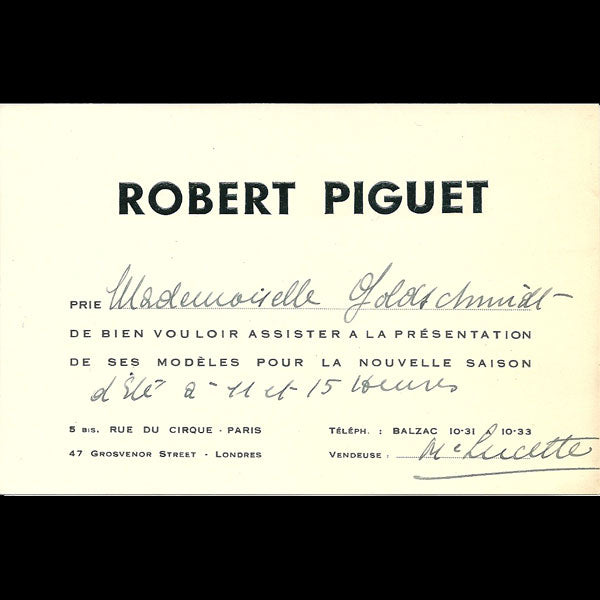 ROBERT PIGUET
PRIE Mademoiselle Goldschmidt
DE BIEN VOULOIR ASSISTER A LA PRÉSENTATION
DE SES MODÈLES POUR LA NOUVELLE SAISON
d'Été à 11 et 15 Heures
5 BIS. RUE DU CIRQUE - PARIS TÉLÉPH. : BALZAC 10-31 À 10-33
47 GROSVENOR STREET - LONDRES VENDEUSE : Me Lucette